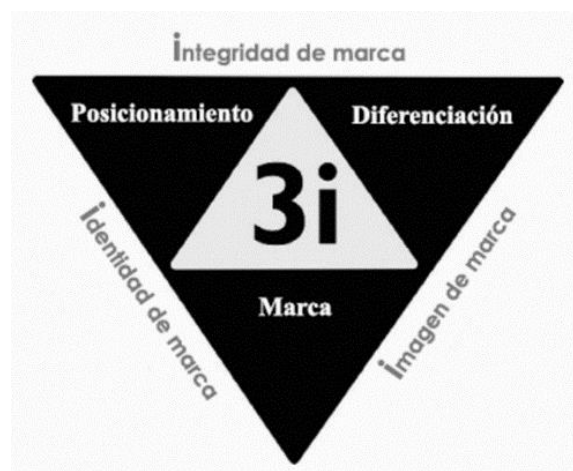 integridad de marca
Posicionamiento
Diferenciación
3i
identidad de marca
imagen de marca
Marca